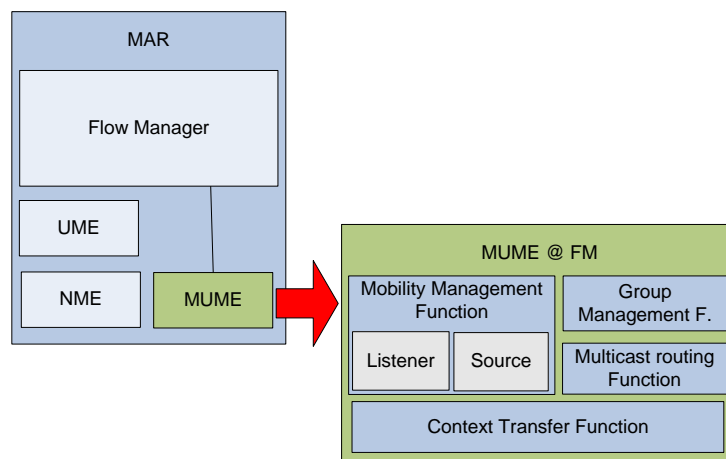 MAR
Flow Manager
UME
NME
MUME
MUME @ FM
Mobility Management
Function
Listener
Source
Group
Management F.
Multicast routing
Function
Context Transfer Function